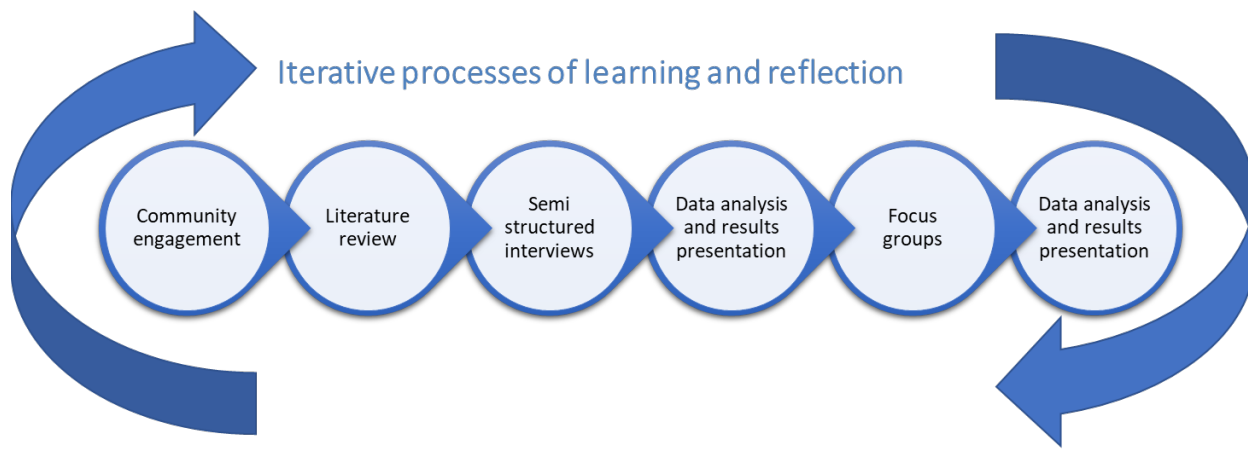 Iterative processes of learning and reflection
Community
engagement
Literature
review
Semi
structured
interviews
Data analysis
and results
presentation
Focus
groups
Data analysis
and results
presentation